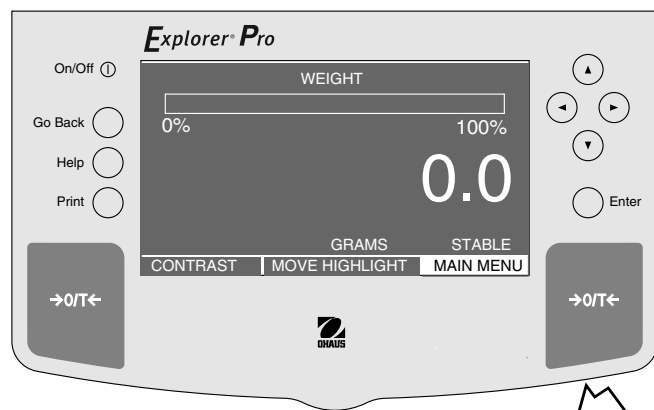 Explorer® Pro
On/Off
WEIGHT
Go Back
0% 100%
Help
0.0
Print
Enter
GRAMS STABLE
CONTRAST MOVE HIGHLIGHT MAIN MENU
→0/T← →0/T←
OHAUS